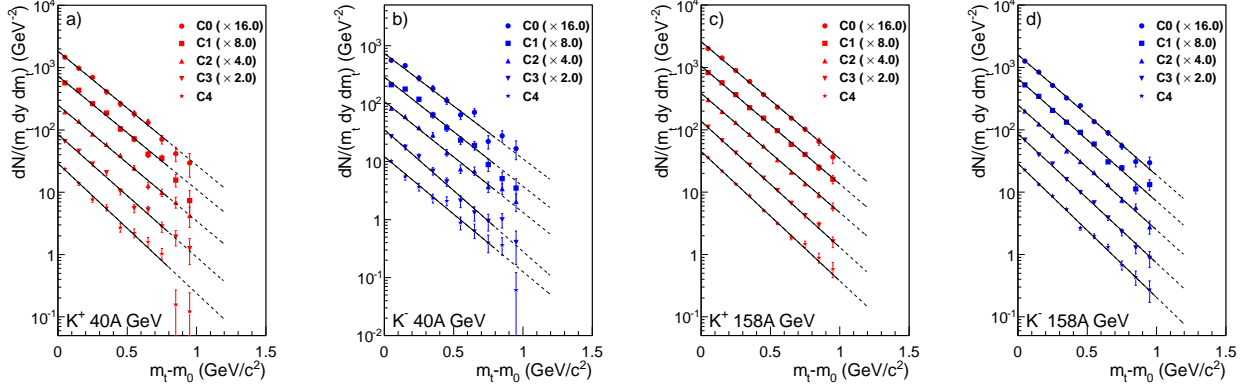 a)
dN/(m_t dy dm_t) (GeV^-2)
C0 (× 16.0)
C1 (× 8.0)
C2 (× 4.0)
C3 (× 2.0)
C4
10^4
10^3
10^2
10
1
10^-1
K^+ 40A GeV
0 0.5 1 1.5
m_t-m_0 (GeV/c^2)
b)
dN/(m_t dy dm_t) (GeV^-2)
C0 (× 16.0)
C1 (× 8.0)
C2 (× 4.0)
C3 (× 2.0)
C4
10^3
10^2
10
1
10^-1
10^-2
K^- 40A GeV
0 0.5 1 1.5
m_t-m_0 (GeV/c^2)
c)
dN/(m_t dy dm_t) (GeV^-2)
C0 (× 16.0)
C1 (× 8.0)
C2 (× 4.0)
C3 (× 2.0)
C4
10^4
10^3
10^2
10
1
10^-1
K^+ 158A GeV
0 0.5 1 1.5
m_t-m_0 (GeV/c^2)
d)
dN/(m_t dy dm_t) (GeV^-2)
C0 (× 16.0)
C1 (× 8.0)
C2 (× 4.0)
C3 (× 2.0)
C4
10^4
10^3
10^2
10
1
10^-1
K^- 158A GeV
0 0.5 1 1.5
m_t-m_0 (GeV/c^2)